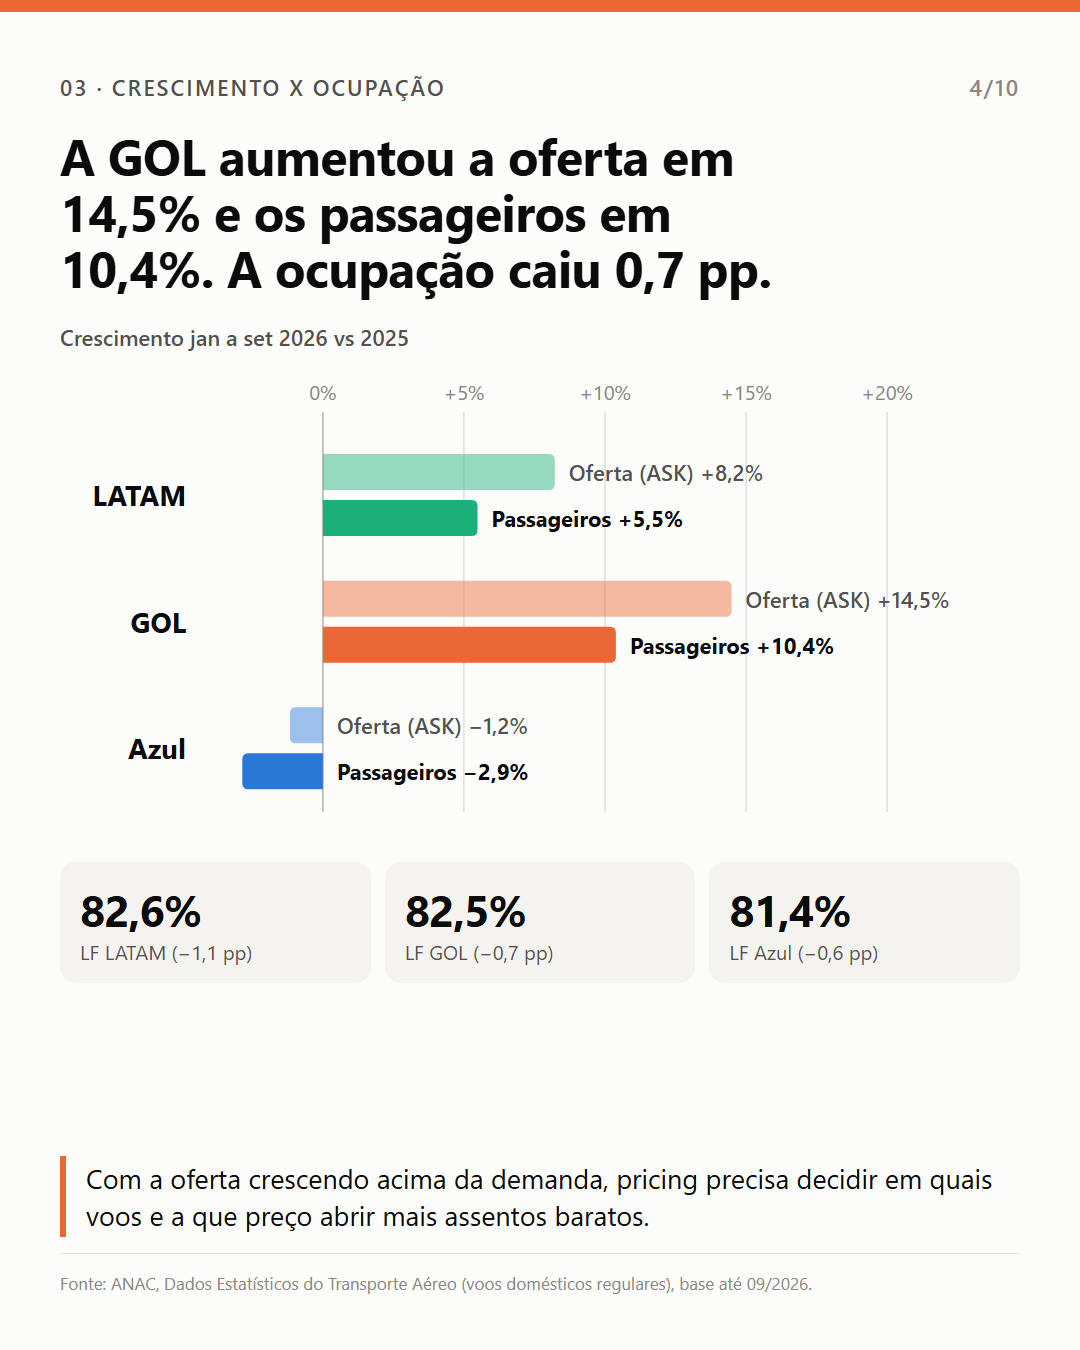 03 · CRESCIMENTO X OCUPAÇÃO
4/10
A GOL aumentou a oferta em
14,5% e os passageiros em
10,4%. A ocupação caiu 0,7 pp.
Crescimento jan a set 2026 vs 2025
0% +5% +10% +15% +20%
LATAM
Oferta (ASK) +8,2%
Passageiros +5,5%
GOL
Oferta (ASK) +14,5%
Passageiros +10,4%
Azul
Oferta (ASK) −1,2%
Passageiros −2,9%
82,6%
LF LATAM (−1,1 pp)
82,5%
LF GOL (−0,7 pp)
81,4%
LF Azul (−0,6 pp)
Com a oferta crescendo acima da demanda, pricing precisa decidir em quais
voos e a que preço abrir mais assentos baratos.
Fonte: ANAC, Dados Estatísticos do Transporte Aéreo (voos domésticos regulares), base até 09/2026.